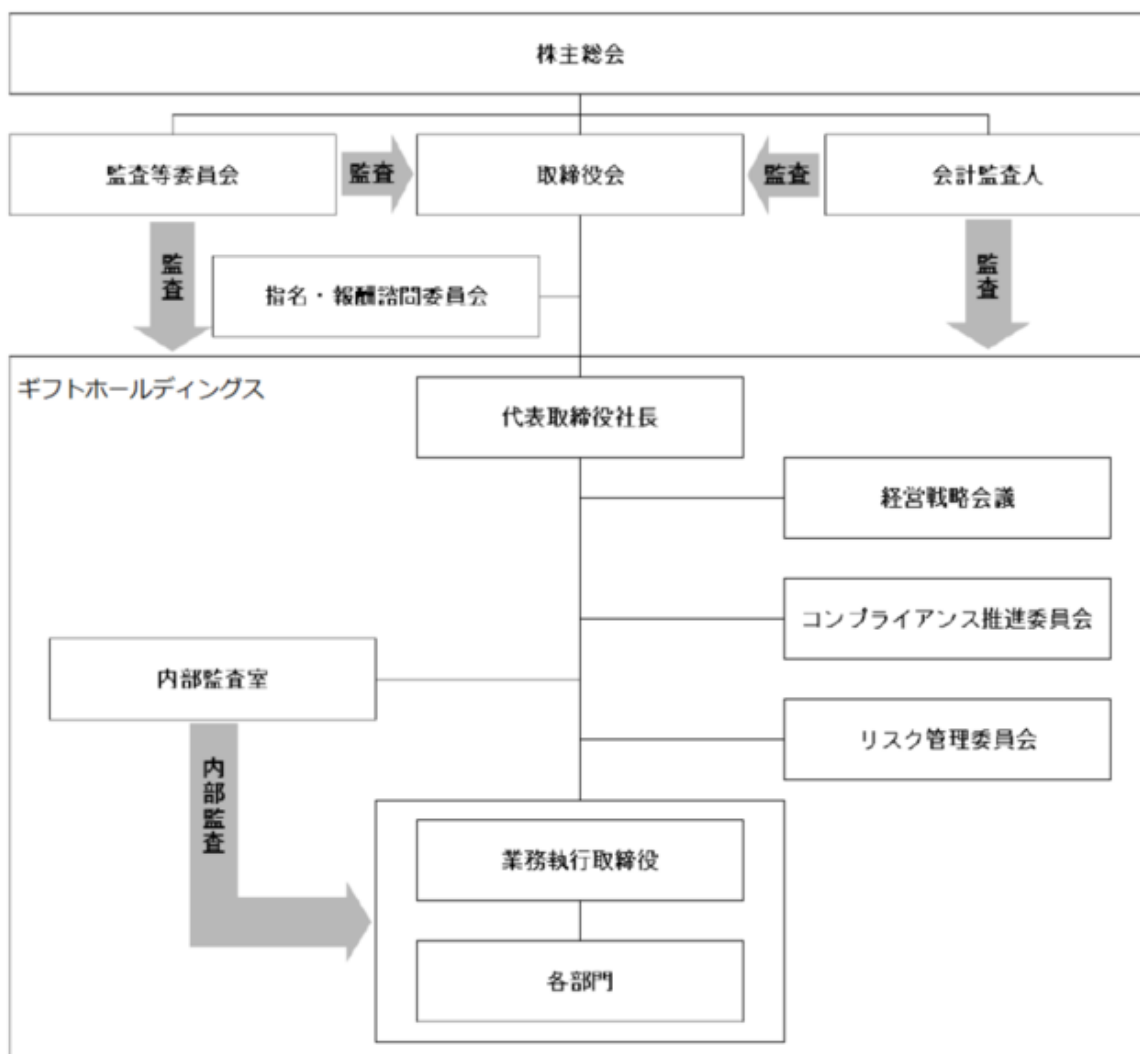 株主総会
監査等委員会
監査
取締役会
監査
会計監査人
監査
指名・報酬諮問委員会
監査
ギフトホールディングス
代表取締役社長
経営戦略会議
コンプライアンス推進委員会
内部監査室
リスク管理委員会
内部監査
業務執行取締役
各部門